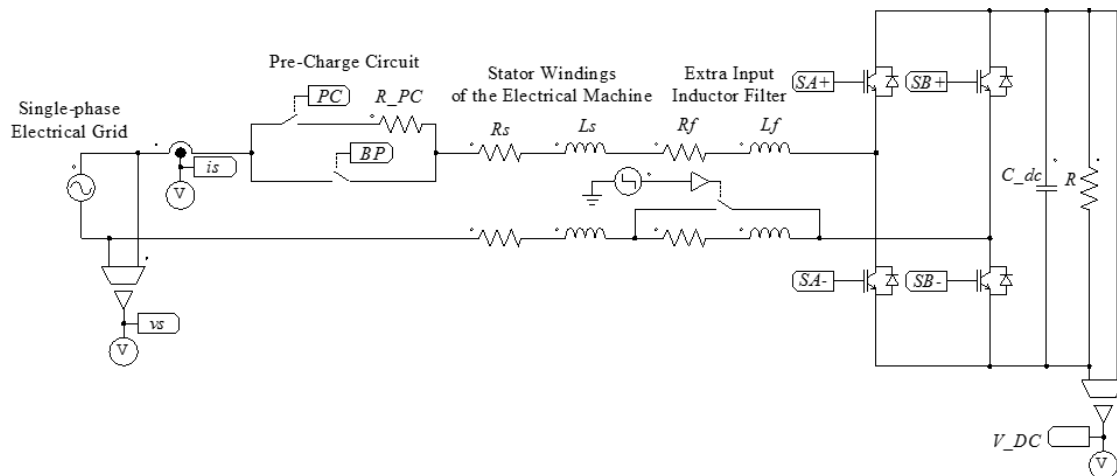 Pre-Charge Circuit
Stator Windings
of the Electrical Machine
Extra Input
Inductor Filter
Single-phase
Electrical Grid
PC
R_PC
BP
is
V
Rs
Ls
Rf
Lf
SA+
SB+
C_dc
R
SA-
SB-
vs
V
V_DC
V